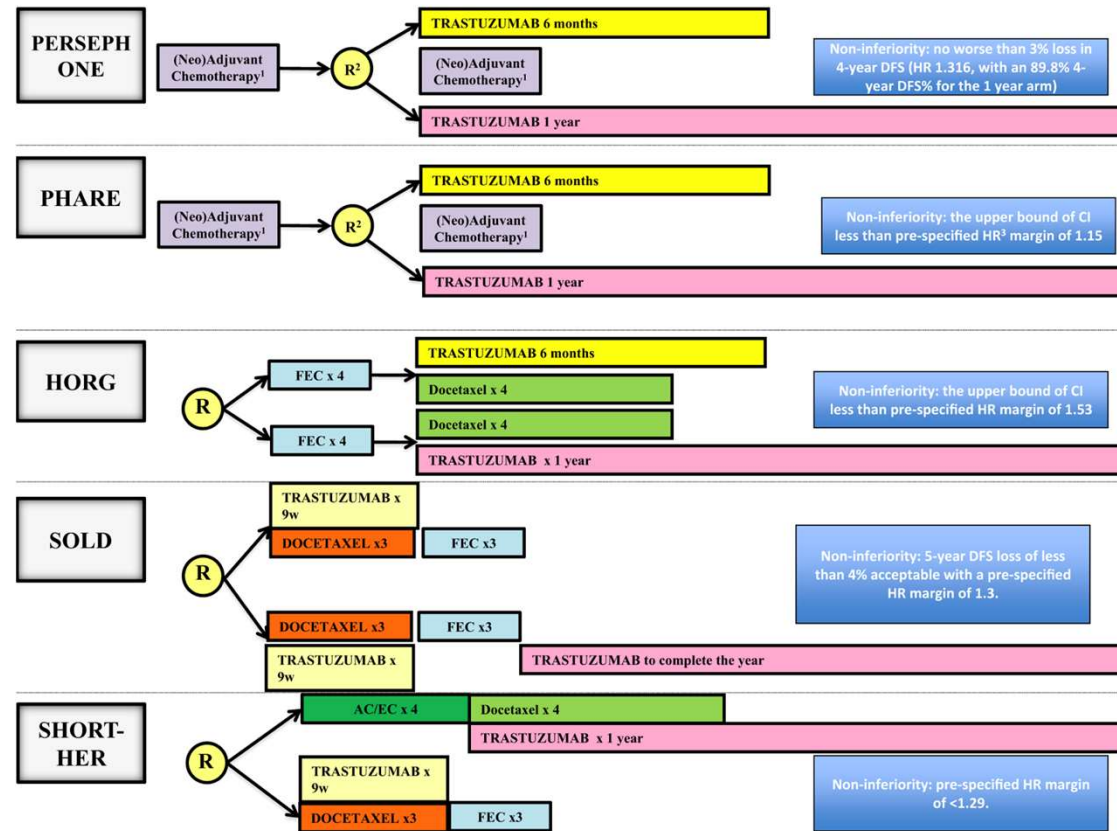 PERSEPH
ONE
(Neo)Adjuvant
Chemotherapy¹
R²
TRASTUZUMAB 6 months
(Neo)Adjuvant
Chemotherapy¹
TRASTUZUMAB 1 year
Non-inferiority: no worse than 3% loss in
4-year DFS (HR 1.316, with an 89.8% 4-
year DFS% for the 1 year arm)
PHARE
(Neo)Adjuvant
Chemotherapy¹
R²
TRASTUZUMAB 6 months
(Neo)Adjuvant
Chemotherapy¹
TRASTUZUMAB 1 year
Non-inferiority: the upper bound of CI
less than pre-specified HR³ margin of 1.15
HORG
R
FEC x 4
FEC x 4
TRASTUZUMAB 6 months
Docetaxel x 4
Docetaxel x 4
TRASTUZUMAB x 1 year
Non-inferiority: the upper bound of CI
less than pre-specified HR margin of 1.53
SOLD
R
TRASTUZUMAB x
9w
DOCETAXEL x3
FEC x3
DOCETAXEL x3
FEC x3
TRASTUZUMAB x
9w
TRASTUZUMAB to complete the year
Non-inferiority: 5-year DFS loss of less
than 4% acceptable with a pre-specified
HR margin of 1.3.
SHORT-
HER
R
AC/EC x 4
Docetaxel x 4
TRASTUZUMAB x 1 year
TRASTUZUMAB x
9w
DOCETAXEL x3
FEC x3
Non-inferiority: pre-specified HR margin
of <1.29.